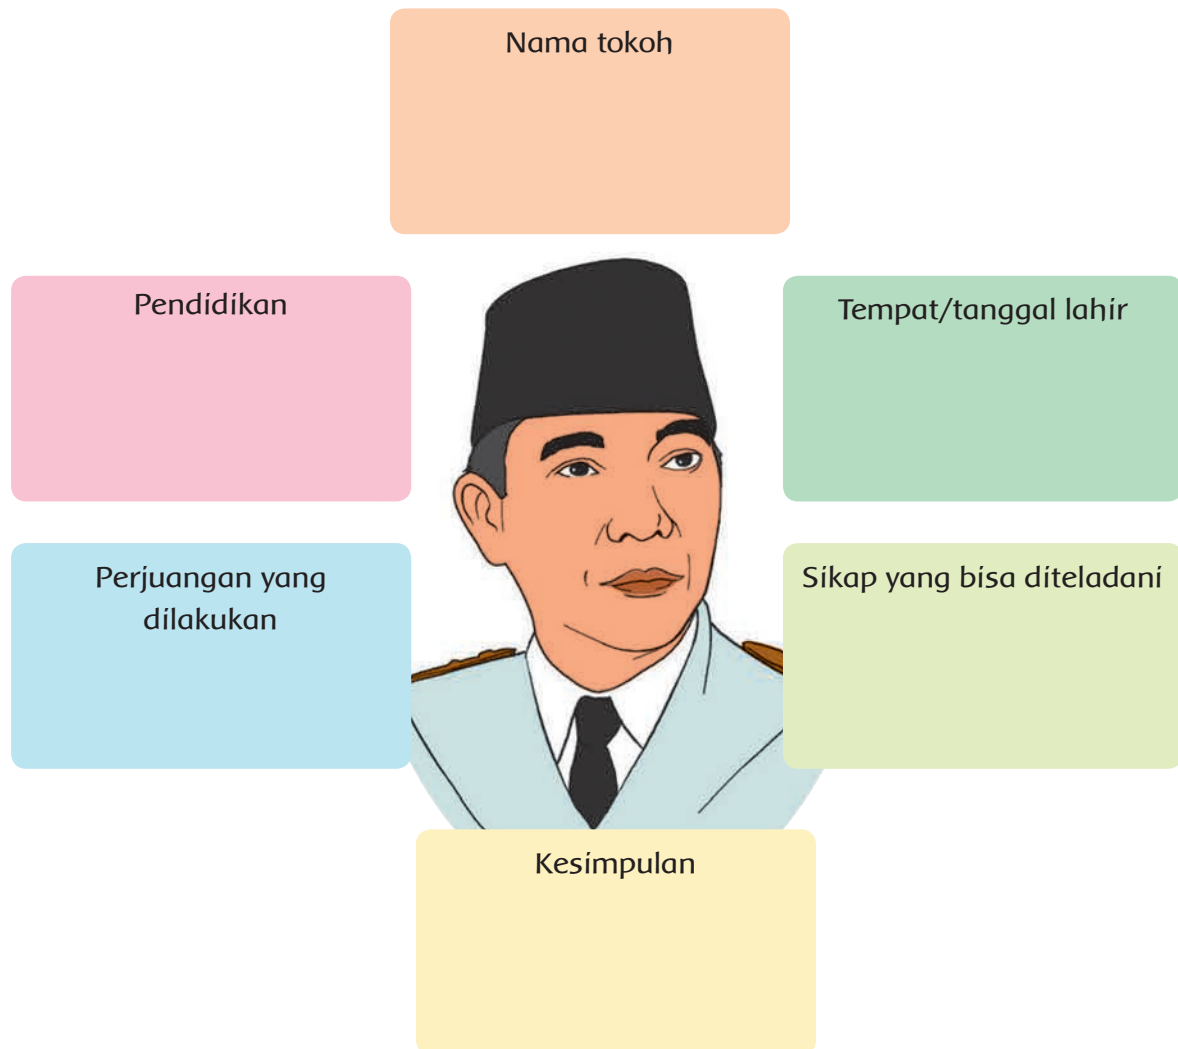 Nama tokoh
Pendidikan
Tempat/tanggal lahir
Perjuangan yang
dilakukan
Sikap yang bisa diteladani
Kesimpulan